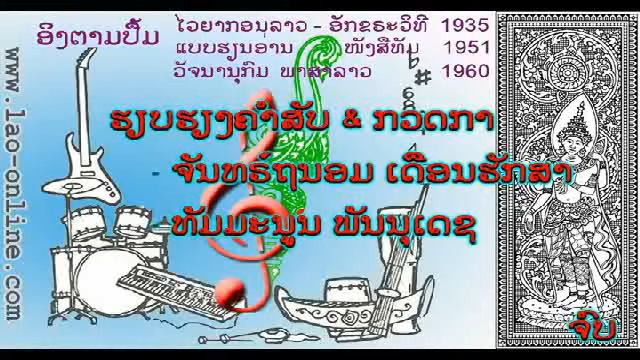 ອິງຕາມປຶ້ມ
ໄວຍາກອນລາວ - ອັກຂຣະວິທີ 1935
ແບບຮຽນອ່ານ ໜັງສືທັມ 1951
ວັຈນານຸກົມ ພາສາລາວ 1960
ຮຽບຮຽງຄຳສັບ & ກວດກາ
- ຈັນທຣ໌ຖນອມ ເດືອນຮັກສາ
- ທັມມະນູນ ພັນນຸເດຊ
ຈົບ
www.lao-online.com